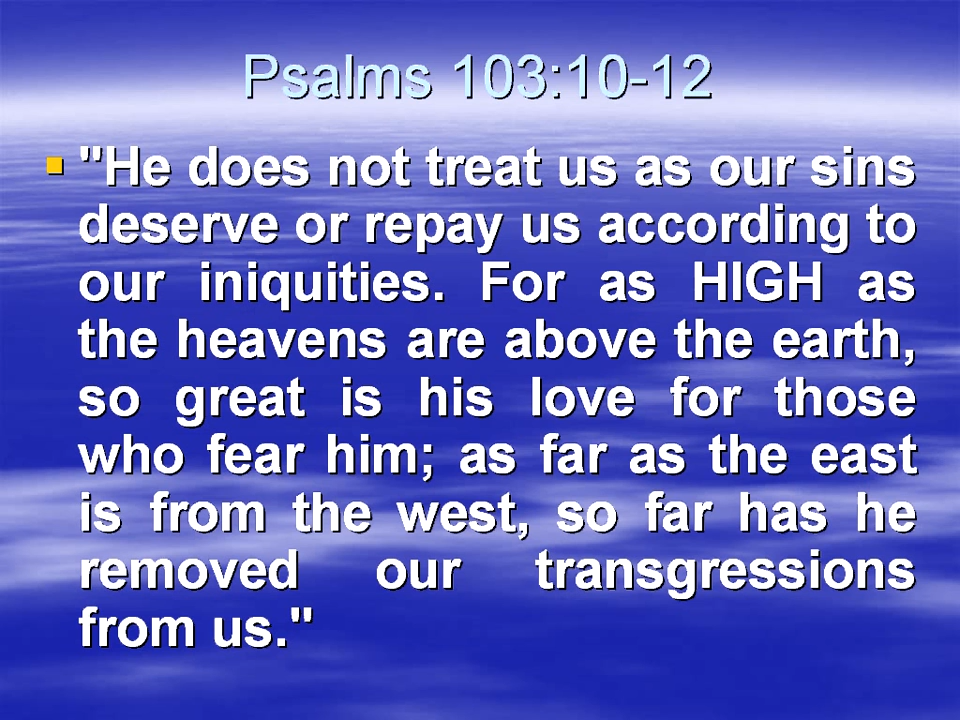 Psalms 103:10-12
"He does not treat us as our sins
deserve or repay us according to
our iniquities. For as HIGH as
the heavens are above the earth,
so great is his love for those
who fear him; as far as the east
is from the west, so far has he
removed our transgressions
from us."